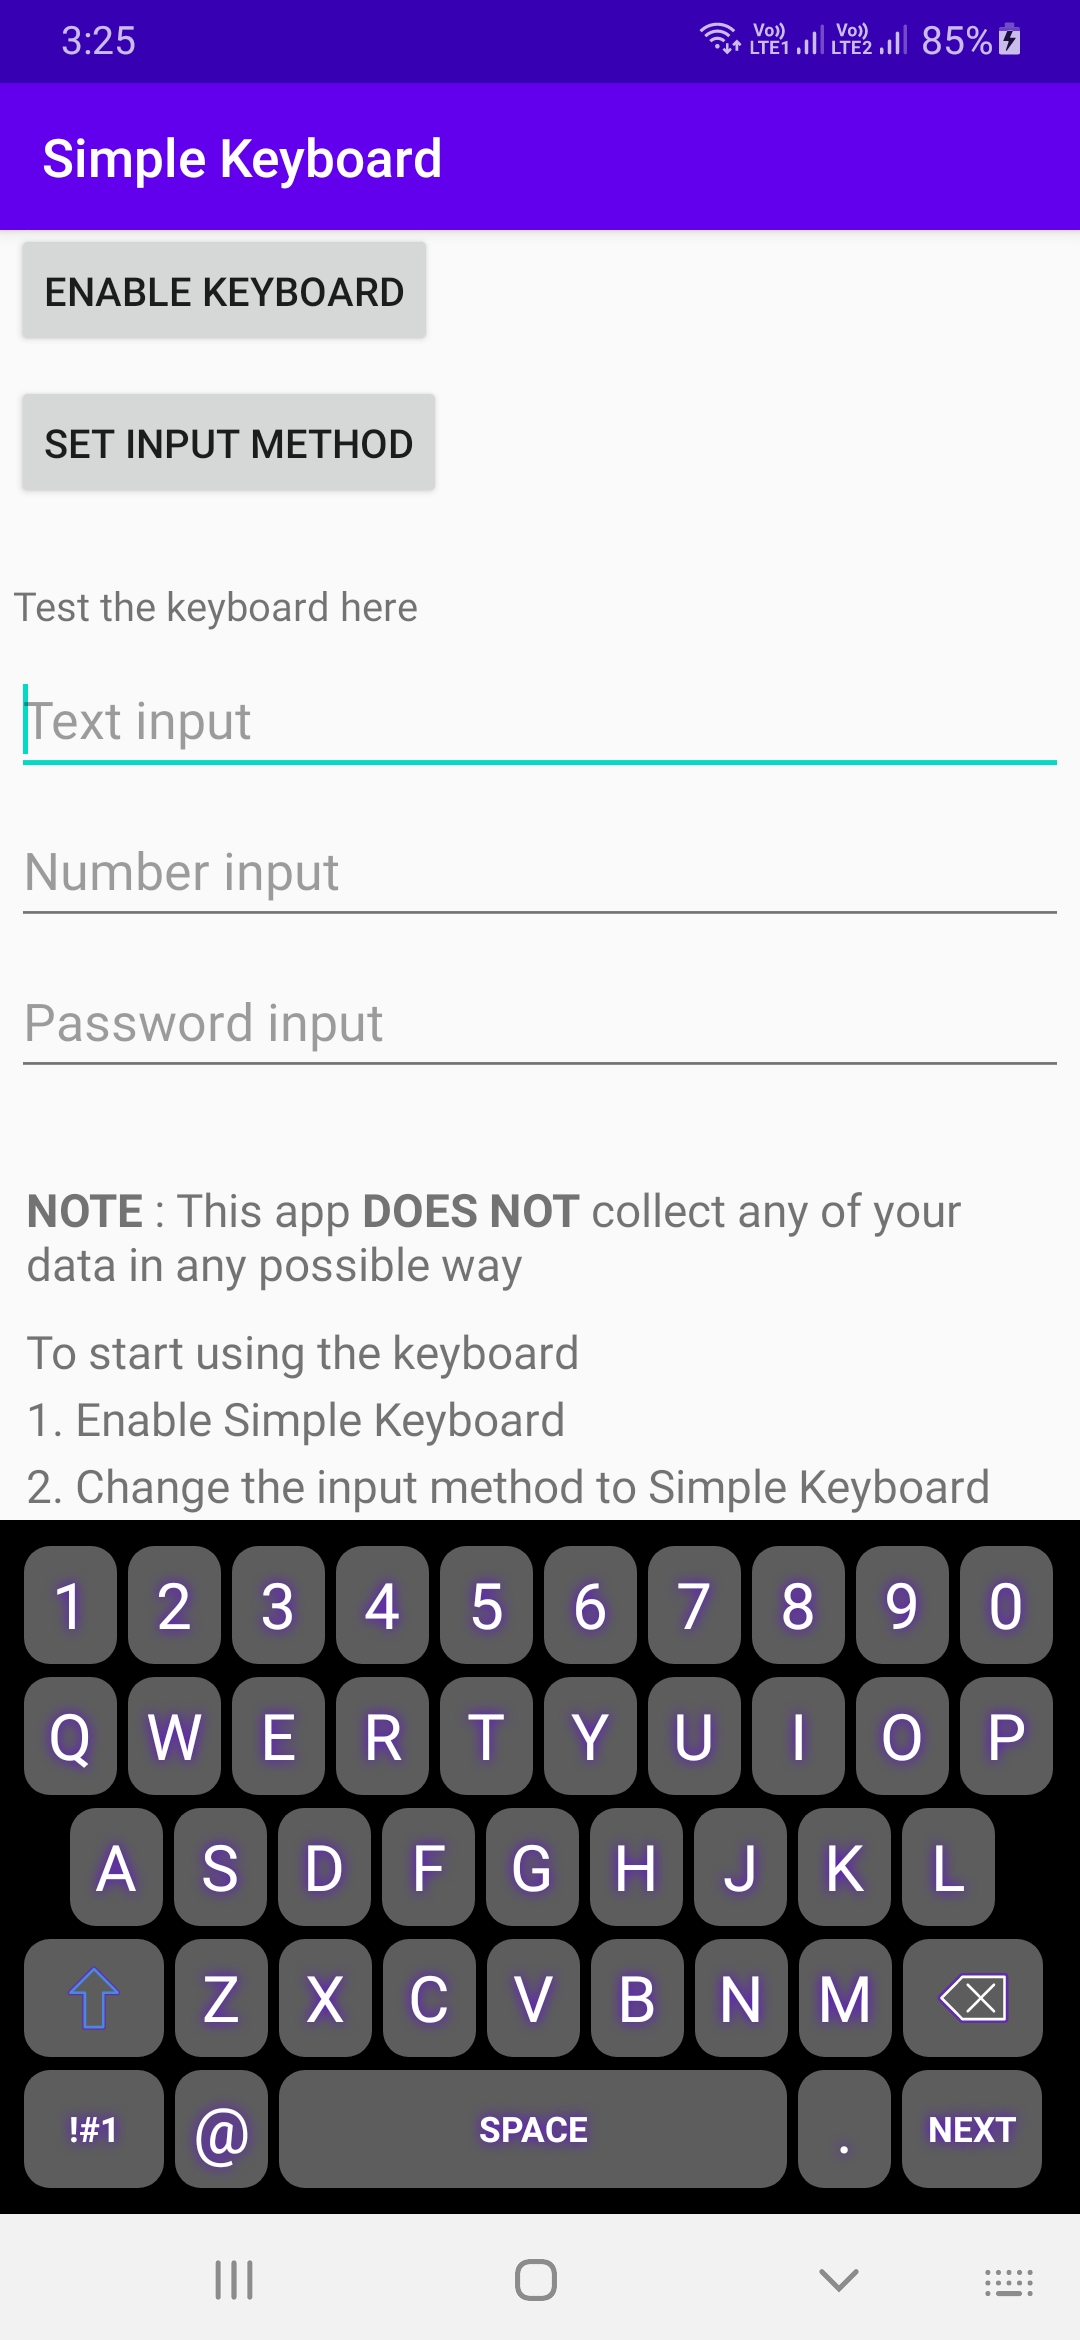 3:25 Vo)) LTE1 Vo)) LTE2 85%
Simple Keyboard
ENABLE KEYBOARD
SET INPUT METHOD
Test the keyboard here
Text input
Number input
Password input
NOTE : This app DOES NOT collect any of your
data in any possible way
To start using the keyboard
1. Enable Simple Keyboard
2. Change the input method to Simple Keyboard
1 2 3 4 5 6 7 8 9 0
Q W E R T Y U I O P
A S D F G H J K L
Z X C V B N M
!#1 @ SPACE . NEXT